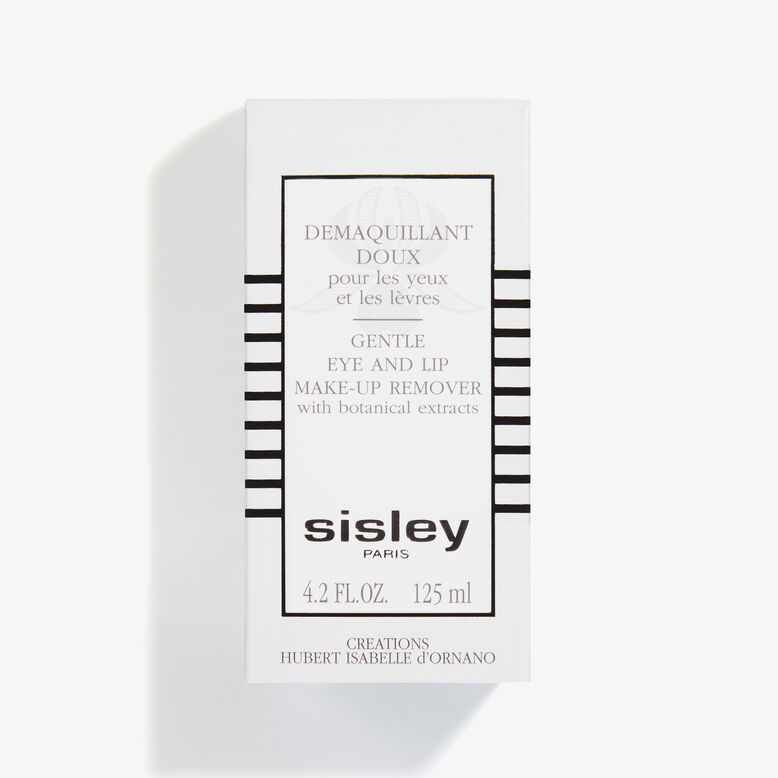 DEMAQUILLANT
DOUX
pour les yeux
et les lèvres
GENTLE
EYE AND LIP
MAKE-UP REMOVER
with botanical extracts
sisley
PARIS
4.2 FL.OZ. 125 ml
CREATIONS
HUBERT ISABELLE d'ORNANO